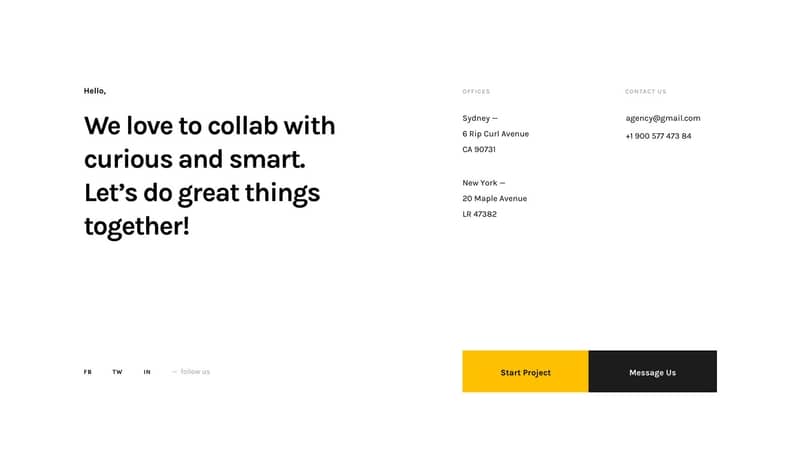 Hello,
We love to collab with
curious and smart.
Let’s do great things
together!
OFFICES
Sydney —
6 Rip Curl Avenue
CA 90731
New York —
20 Maple Avenue
LR 47382
CONTACT US
agency@gmail.com
+1 900 577 473 84
FB TW IN — follow us
Start Project
Message Us